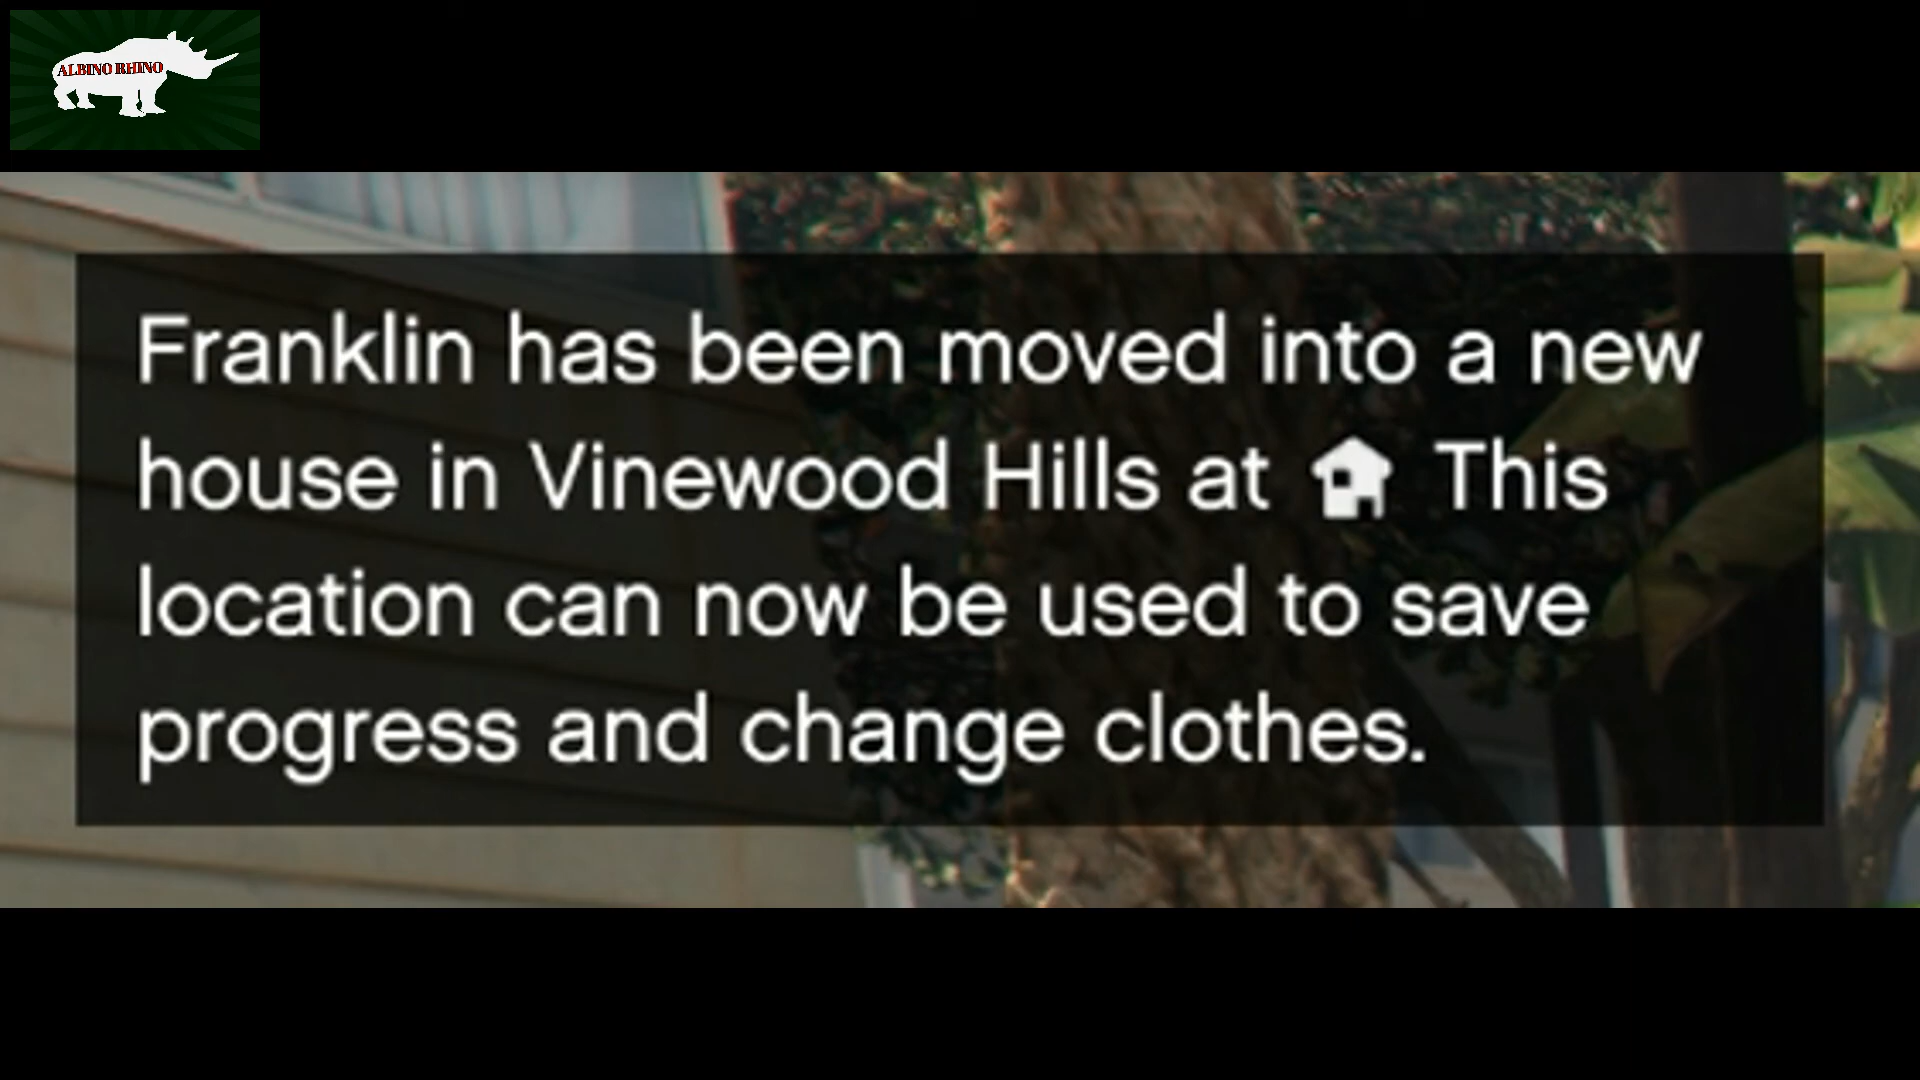 ALBINO RHINO
Franklin has been moved into a new
house in Vinewood Hills at This
location can now be used to save
progress and change clothes.